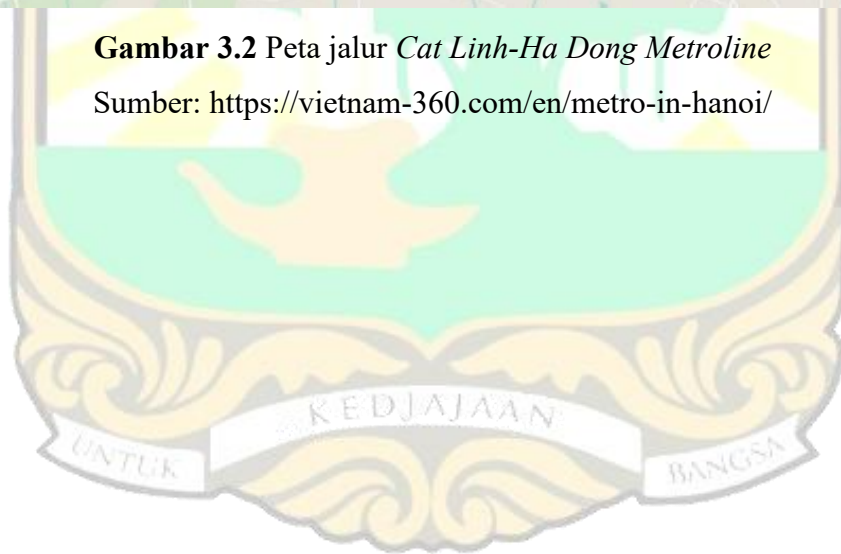 Gambar 3.2 Peta jalur Cat Linh-Ha Dong Metroline
Sumber: https://vietnam-360.com/en/metro-in-hanoi/
KEDJAJAAN
UNTUK BANGSA